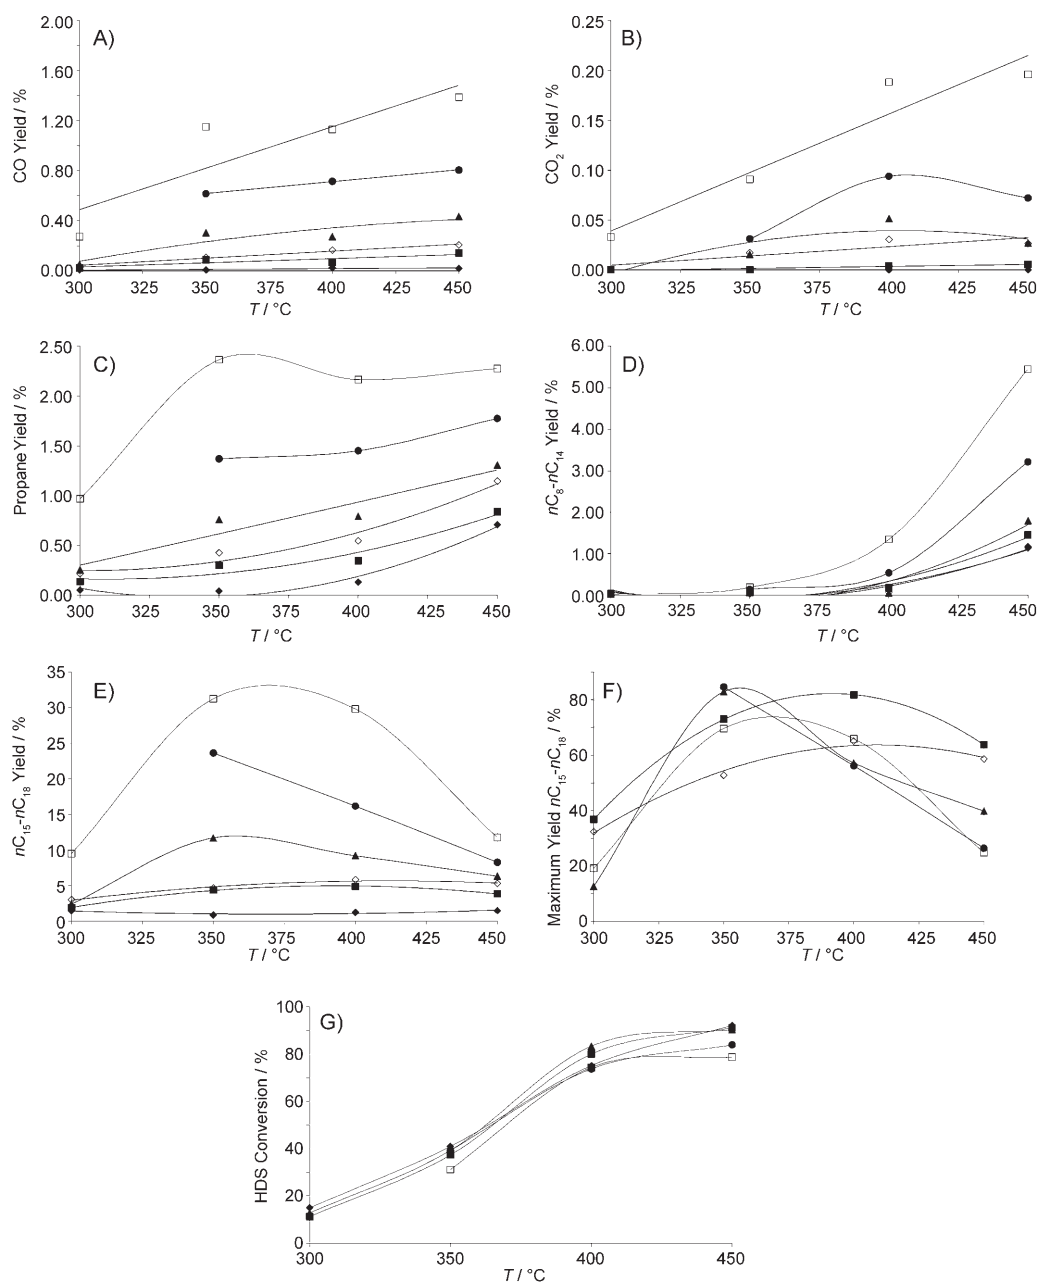 A)
CO Yield / %
2.00
1.60
1.20
0.80
0.40
0.00
300 325 350 375 400 425 450
T / °C
B)
CO2 Yield / %
0.25
0.20
0.15
0.10
0.05
0.00
300 325 350 375 400 425 450
T / °C
C)
Propane Yield / %
2.50
2.00
1.50
1.00
0.50
0.00
300 325 350 375 400 425 450
T / °C
D)
nC8-nC14 Yield / %
6.00
5.00
4.00
3.00
2.00
1.00
0.00
300 325 350 375 400 425 450
T / °C
E)
nC15-nC18 Yield / %
35
30
25
20
15
10
5
0
300 325 350 375 400 425 450
T / °C
F)
Maximum Yield nC15-nC18 / %
80
60
40
20
0
300 325 350 375 400 425 450
T / °C
G)
HDS Conversion / %
100
80
60
40
20
0
300 350 400 450
T / °C